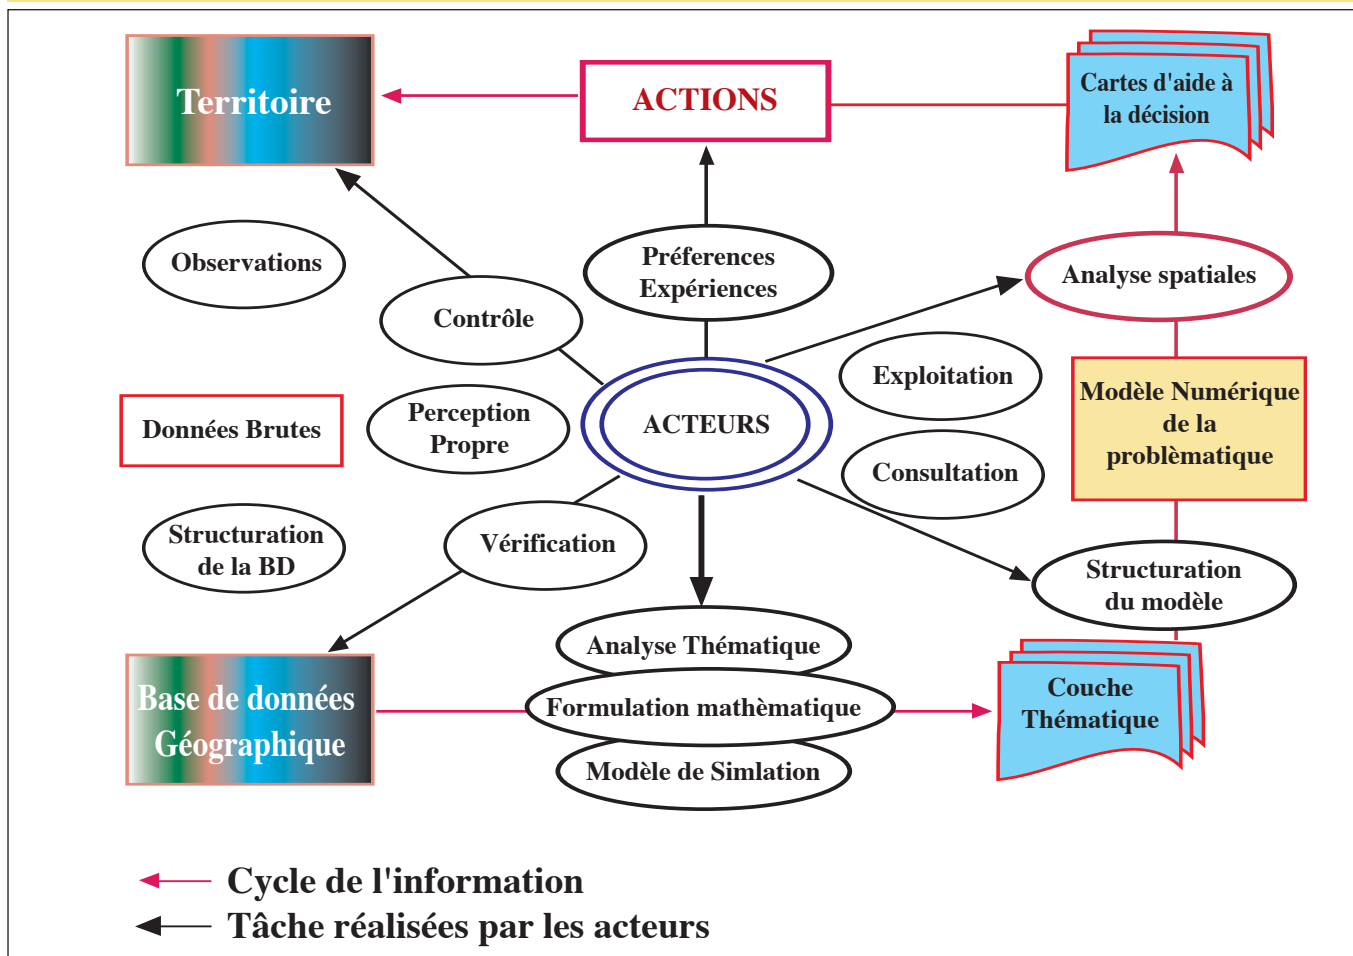 Territoire
ACTIONS
Cartes d'aide à
la décision
Observations
Préferences
Expériences
Analyse spatiales
Contrôle
Exploitation
Données Brutes
Perception
Propre
ACTEURS
Modèle Numérique
de la
problèmatique
Consultation
Structuration
de la BD
Vérification
Structuration
du modèle
Analyse Thématique
Base de données
Géographique
Formulation mathèmatique
Couche
Thématique
Modèle de Simlation
Cycle de l'information
Tâche réalisées par les acteurs